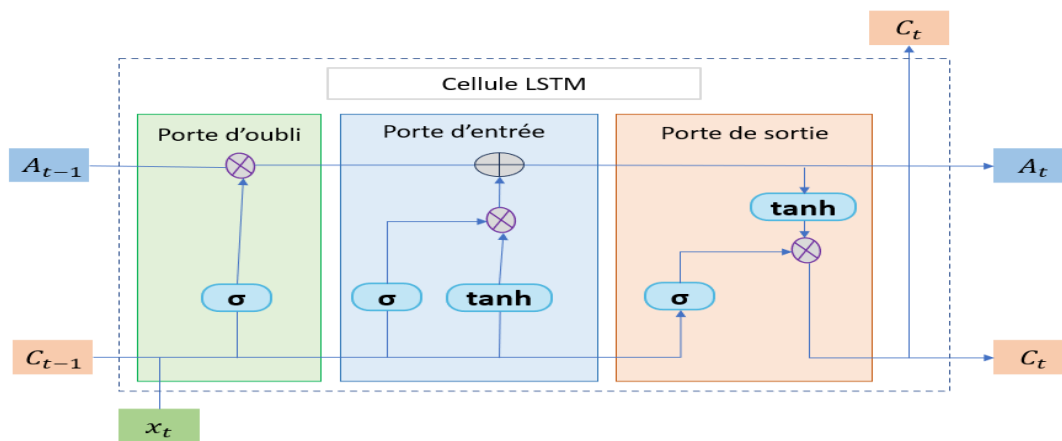 C_t
Cellule LSTM
Porte d'oubli
Porte d'entrée
Porte de sortie
A_{t-1}
A_t
tanh
σ
σ
tanh
σ
C_{t-1}
C_t
x_t